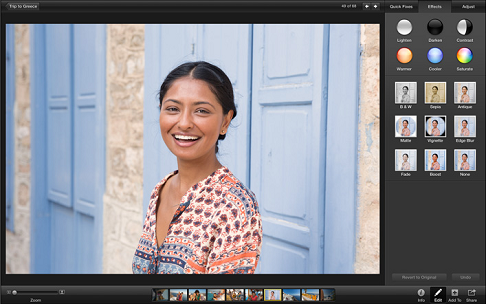 Trip to Greece
49 of 68
Quick Fixes Effects Adjust
Lighten Darken Contrast
Warmer Cooler Saturate
B & W Sepia Antique
Matte Vignette Edge Blur
Fade Boost None
Revert to Original Undo
Zoom
Info Edit Add To Share